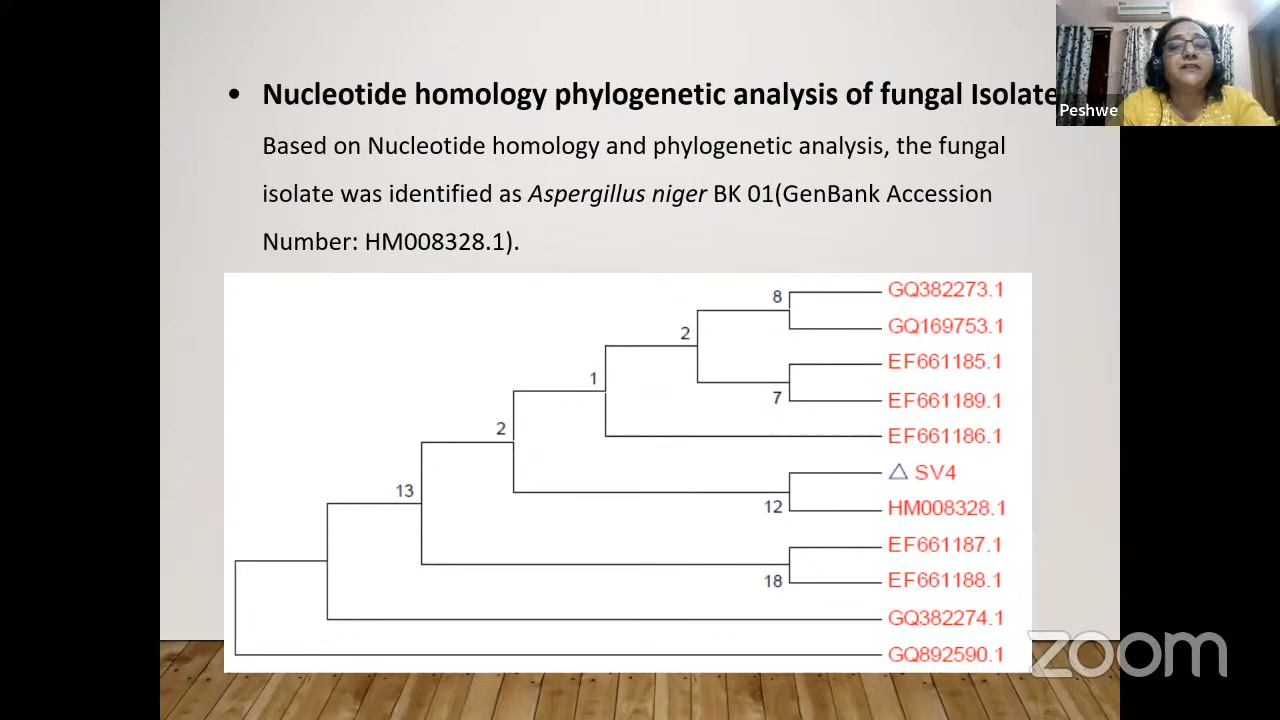 • Nucleotide homology phylogenetic analysis of fungal Isolate
Peshwe
Based on Nucleotide homology and phylogenetic analysis, the fungal
isolate was identified as Aspergillus niger BK 01(GenBank Accession
Number: HM008328.1).
8
GQ382273.1
GQ169753.1
2
EF661185.1
1
7
EF661189.1
EF661186.1
2
△ SV4
13
12
HM008328.1
EF661187.1
18
EF661188.1
GQ382274.1
GQ892590.1
zoom